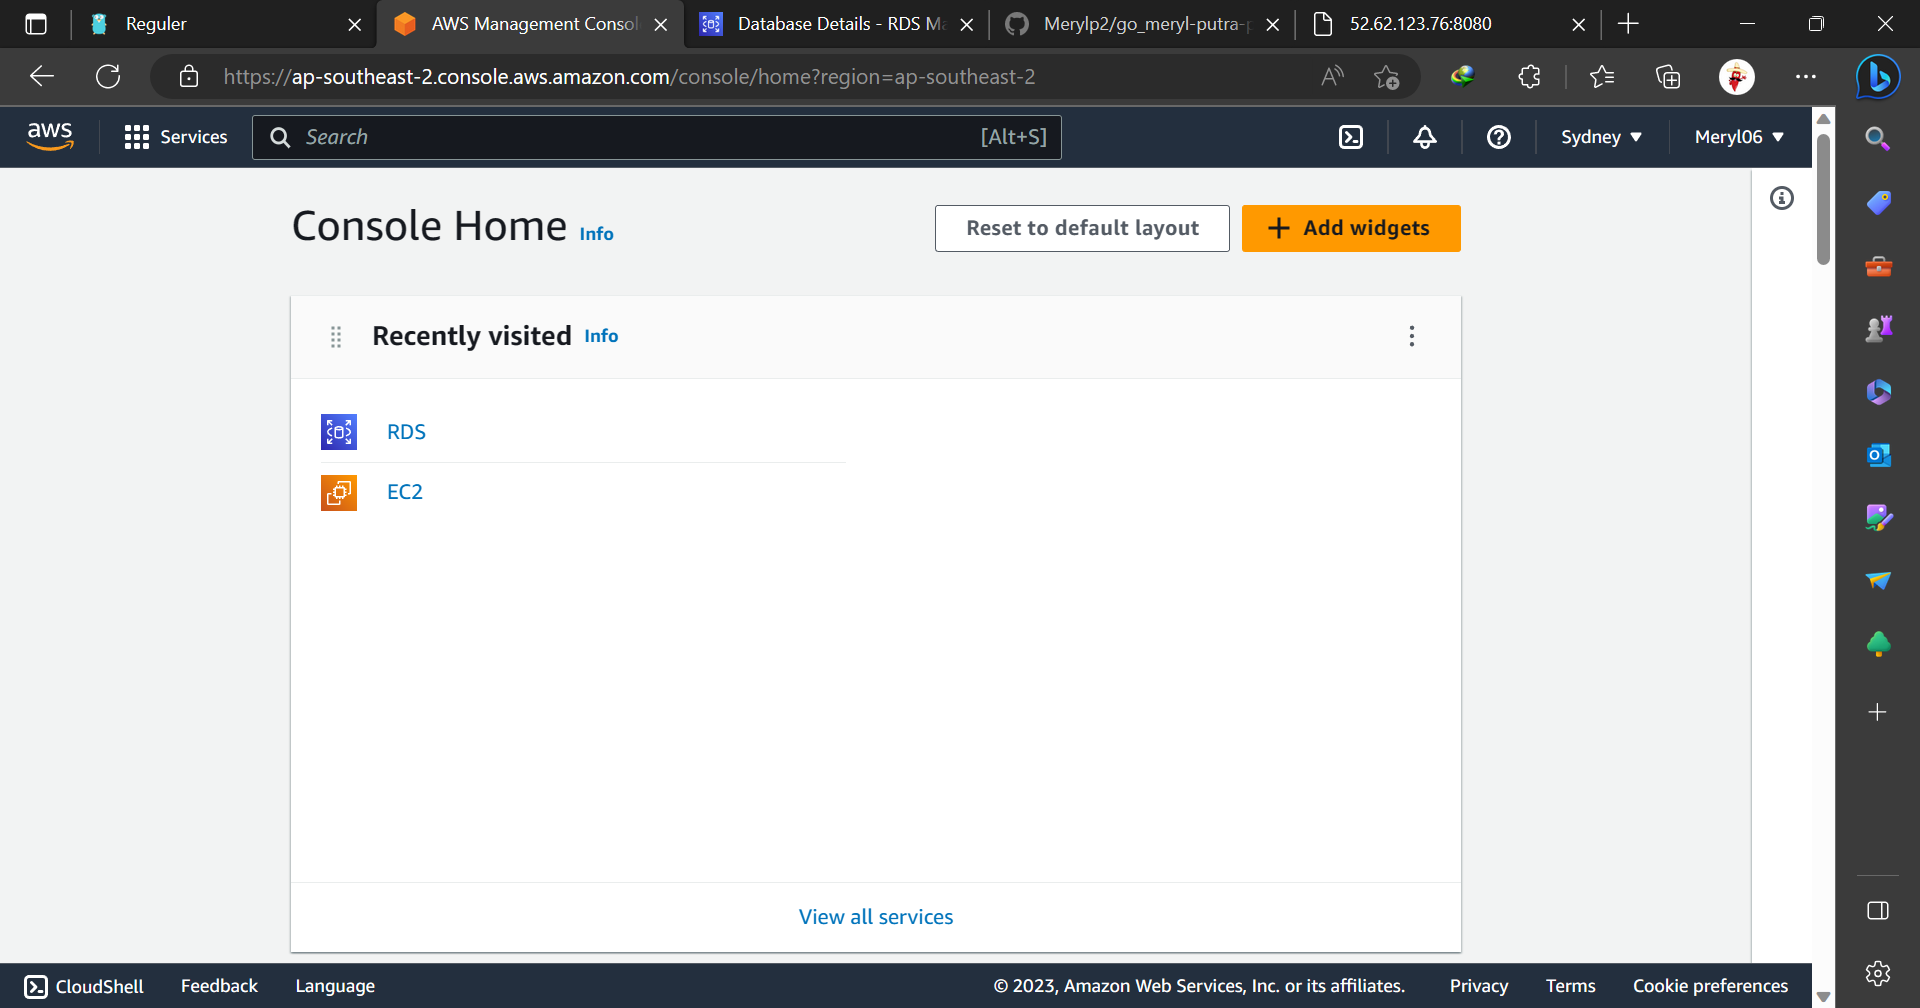 Reguler
AWS Management Consol
Database Details - RDS Ma
Merylp2/go_meryl-putra-p
52.62.123.76:8080
https://ap-southeast-2.console.aws.amazon.com/console/home?region=ap-southeast-2
aws
Services
Search
[Alt+S]
Sydney
Meryl06
Console Home Info
Reset to default layout
Add widgets
Recently visited Info
RDS
EC2
View all services
CloudShell
Feedback
Language
© 2023, Amazon Web Services, Inc. or its affiliates.
Privacy
Terms
Cookie preferences